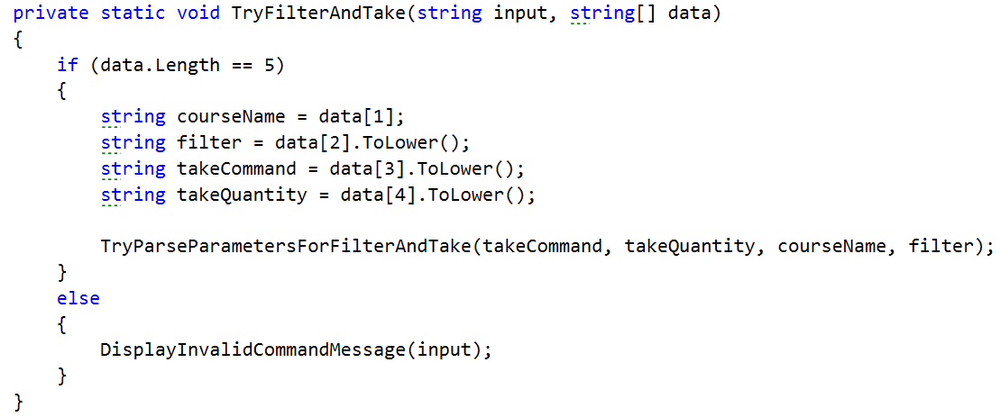 private static void TryFilterAndTake(string input, string[] data)
{
    if (data.Length == 5)
    {
        string courseName = data[1];
        string filter = data[2].ToLower();
        string takeCommand = data[3].ToLower();
        string takeQuantity = data[4].ToLower();

        TryParseParametersForFilterAndTake(takeCommand, takeQuantity, courseName, filter);
    }
    else
    {
        DisplayInvalidCommandMessage(input);
    }
}